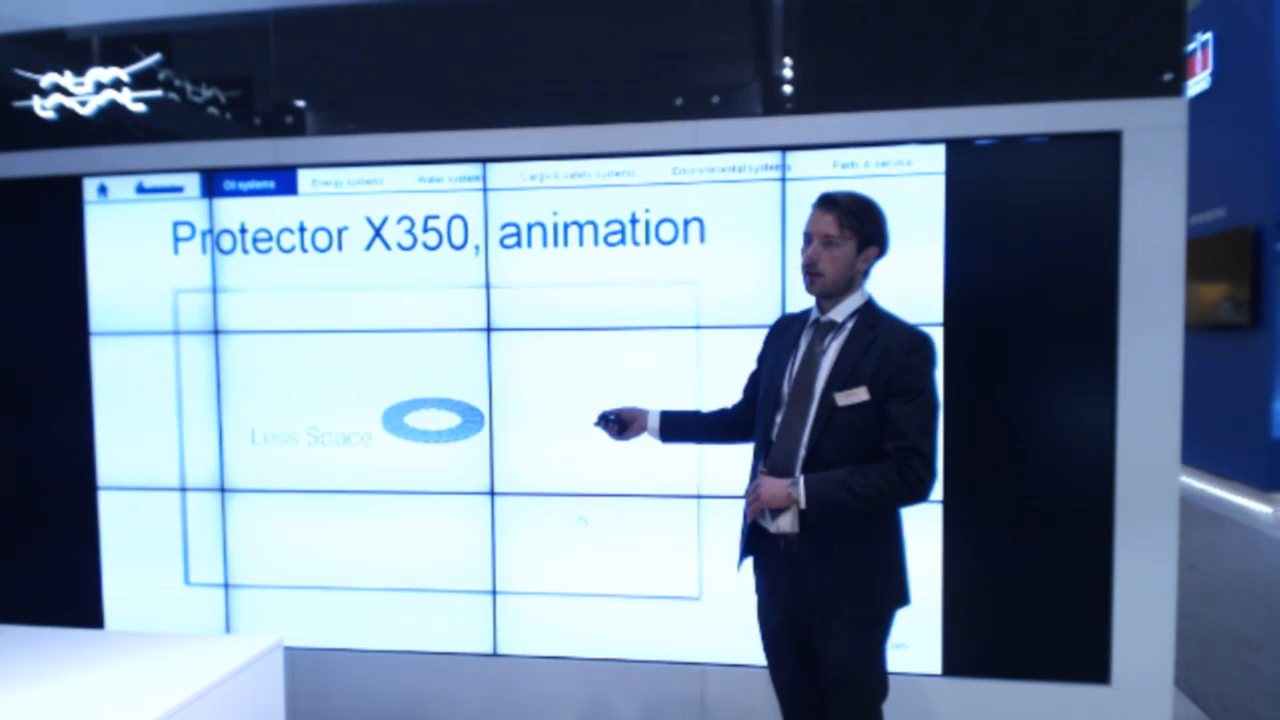 Oil systems Energy systems Water systems Cargo & safety systems Environmental systems Parts & service
Protector X350, animation
Less Space